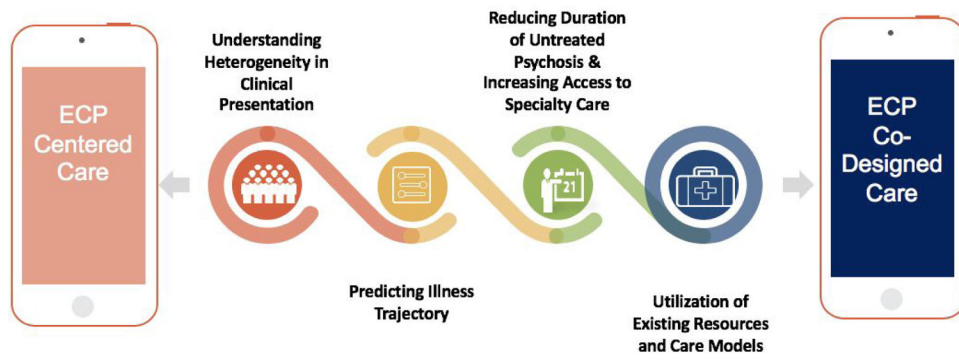 ECP
Centered
Care
Understanding
Heterogeneity in
Clinical
Presentation
Predicting Illness
Trajectory
Reducing Duration
of Untreated
Psychosis &
Increasing Access to
Specialty Care
21
Utilization of
Existing Resources
and Care Models
ECP
Co-
Designed
Care